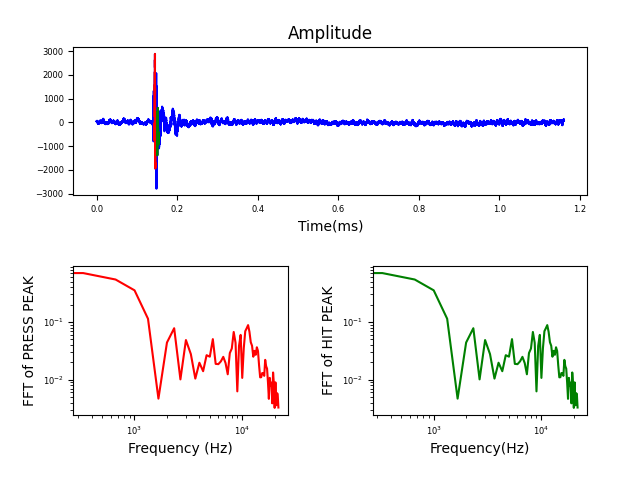 Amplitude
3000
2000
1000
0
−1000
−2000
−3000
0.0 0.2 0.4 0.6 0.8 1.0 1.2
Time(ms)
FFT of PRESS PEAK
10⁻¹
10⁻²
10³ 10⁴
Frequency (Hz)
FFT of HIT PEAK
10⁻¹
10⁻²
10³ 10⁴
Frequency(Hz)